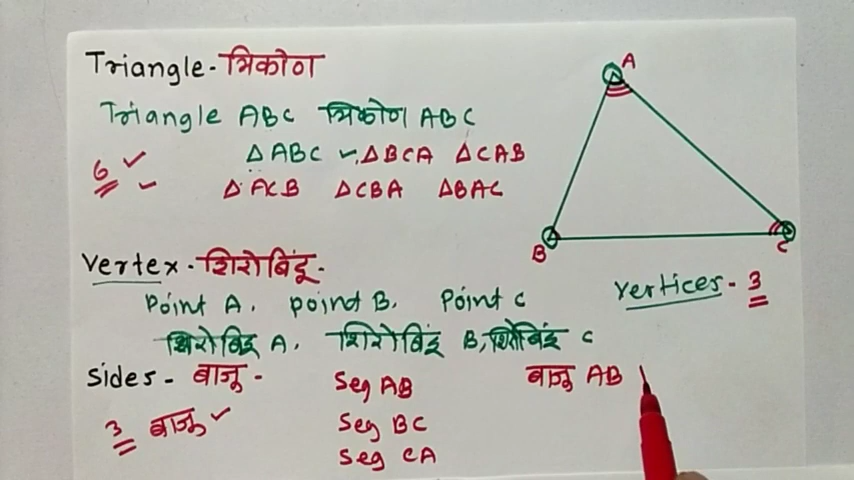 Triangle - त्रिकोण
Triangle ABC त्रिकोण ABC
6 ✓ ΔABC ✓ ΔBCA ΔCAB
ΔACB ΔCBA ΔBAC
A
B
C
Vertex - शिरोबिंदू -
Point A. point B. Point C
vertices - 3
शिरोबिंदू A. शिरोबिंदू B, शिरोबिंदू C
Sides - बाजू -
Seg AB
बाजू AB
3 बाजू ✓
Seg BC
Seg CA